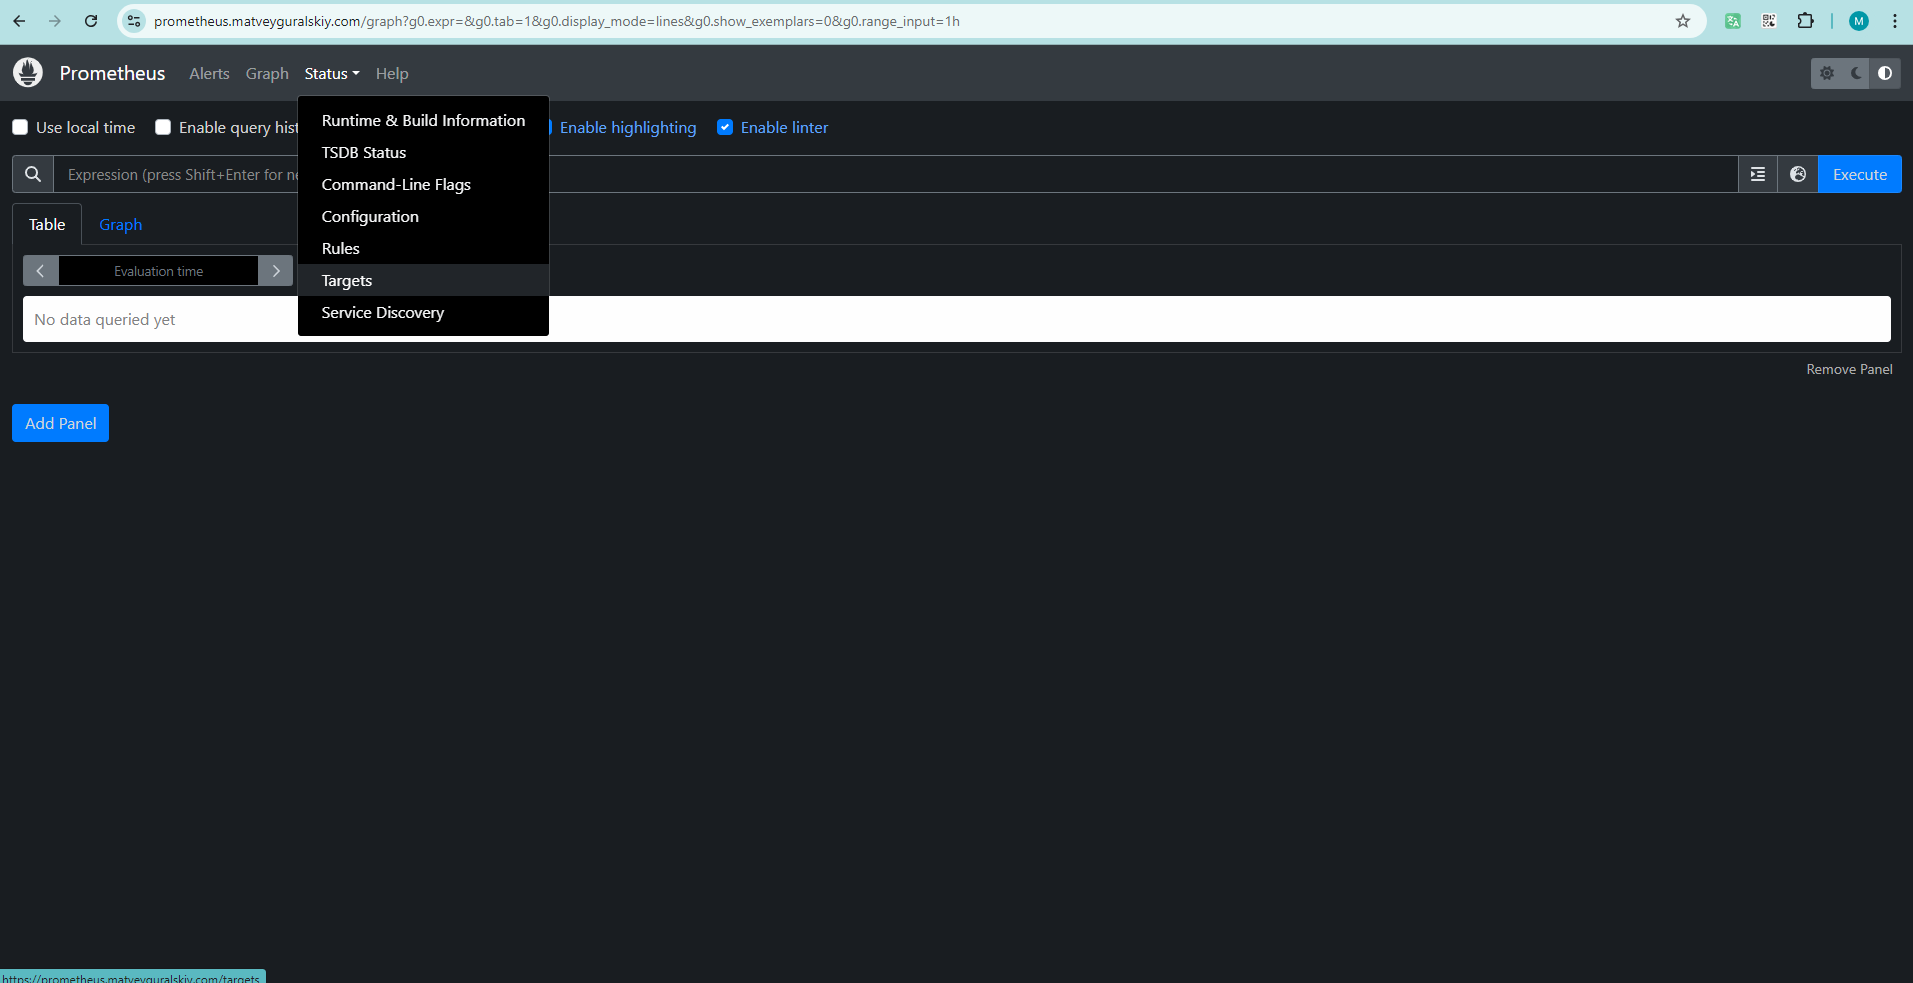 prometheus.matveyguralskiy.com/graph?g0.expr=&g0.tab=1&g0.display_mode=lines&g0.show_exemplars=0&g0.range_input=1h
M
Prometheus Alerts Graph Status Help
Runtime & Build Information
TSDB Status
Command-Line Flags
Configuration
Rules
Targets
Service Discovery
Use local time Enable query hist Enable highlighting Enable linter
Expression (press Shift+Enter for ne Execute
Table Graph
Evaluation time
No data queried yet
Remove Panel
Add Panel
https://prometheus.matveyguralskiy.com/targets